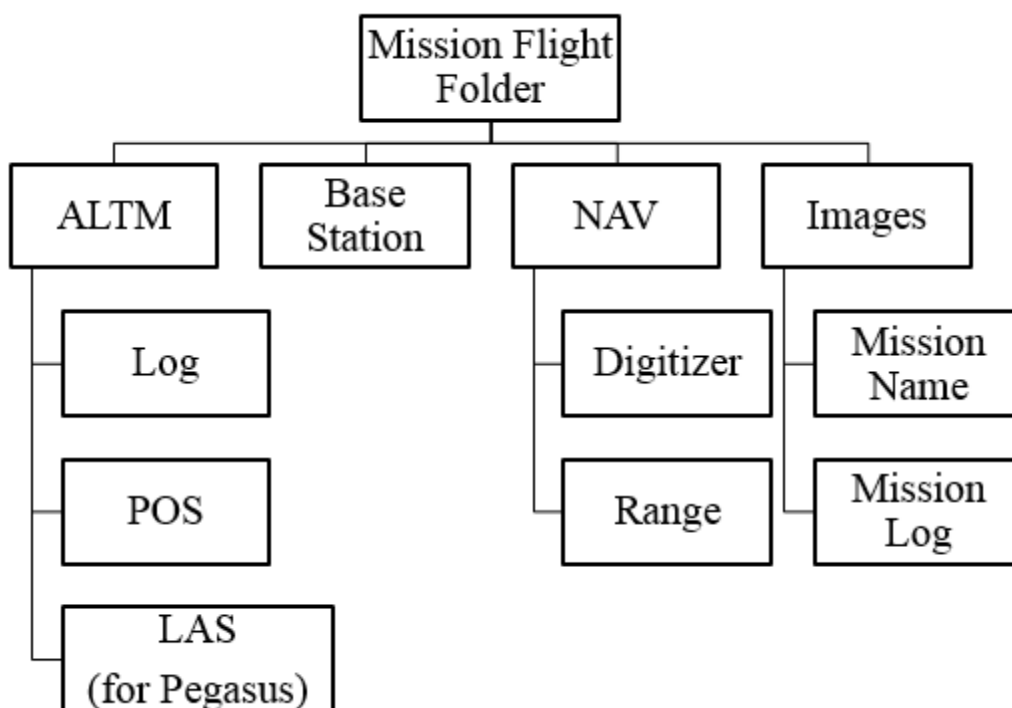 Mission Flight
Folder
ALTM
Base
Station
NAV
Images
Log
POS
LAS
(for Pegasus)
Digitizer
Range
Mission
Name
Mission
Log